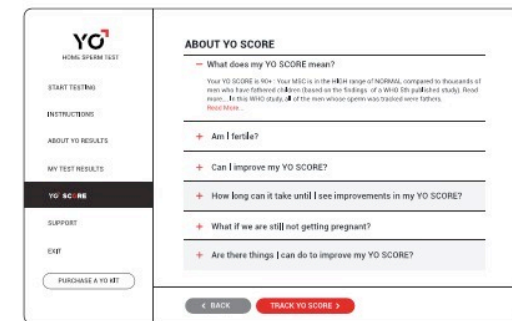 YO
HOME SPERM TEST
START TESTING
INSTRUCTIONS
ABOUT YO RESULTS
MY TEST RESULTS
YO SCORE
SUPPORT
EXIT
PURCHASE A YO KIT
ABOUT YO SCORE
− What does my YO SCORE mean?
Your YO SCORE is 90+ : Your MSC is in the HIGH range of NORMAL, compared to thousands of
men who have fathered children (based on the findings of a WHO 5th published study). Read
more... In this WHO study, all of the men whose sperm was tracked were fathers.
Read More...
+ Am I fertile?
+ Can I improve my YO SCORE?
+ How long can it take until I see improvements in my YO SCORE?
+ What if we are still not getting pregnant?
+ Are there things I can do to improve my YO SCORE?
< BACK
TRACK YO SCORE >